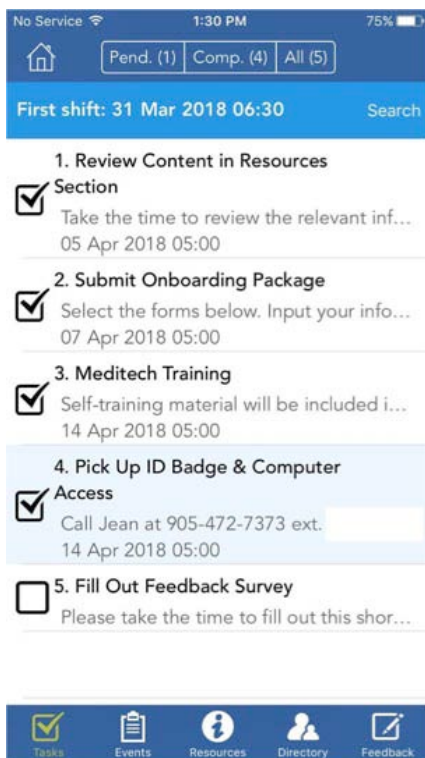 No Service 1:30 PM 75%
Pend. (1) Comp. (4) All (5)
First shift: 31 Mar 2018 06:30 Search
1. Review Content in Resources
Section
Take the time to review the relevant inf...
05 Apr 2018 05:00
2. Submit Onboarding Package
Select the forms below. Input your info...
07 Apr 2018 05:00
3. Meditech Training
Self-training material will be included i...
14 Apr 2018 05:00
4. Pick Up ID Badge & Computer
Access
Call Jean at 905-472-7373 ext.
14 Apr 2018 05:00
5. Fill Out Feedback Survey
Please take the time to fill out this shor...
Tasks Events Resources Directory Feedback